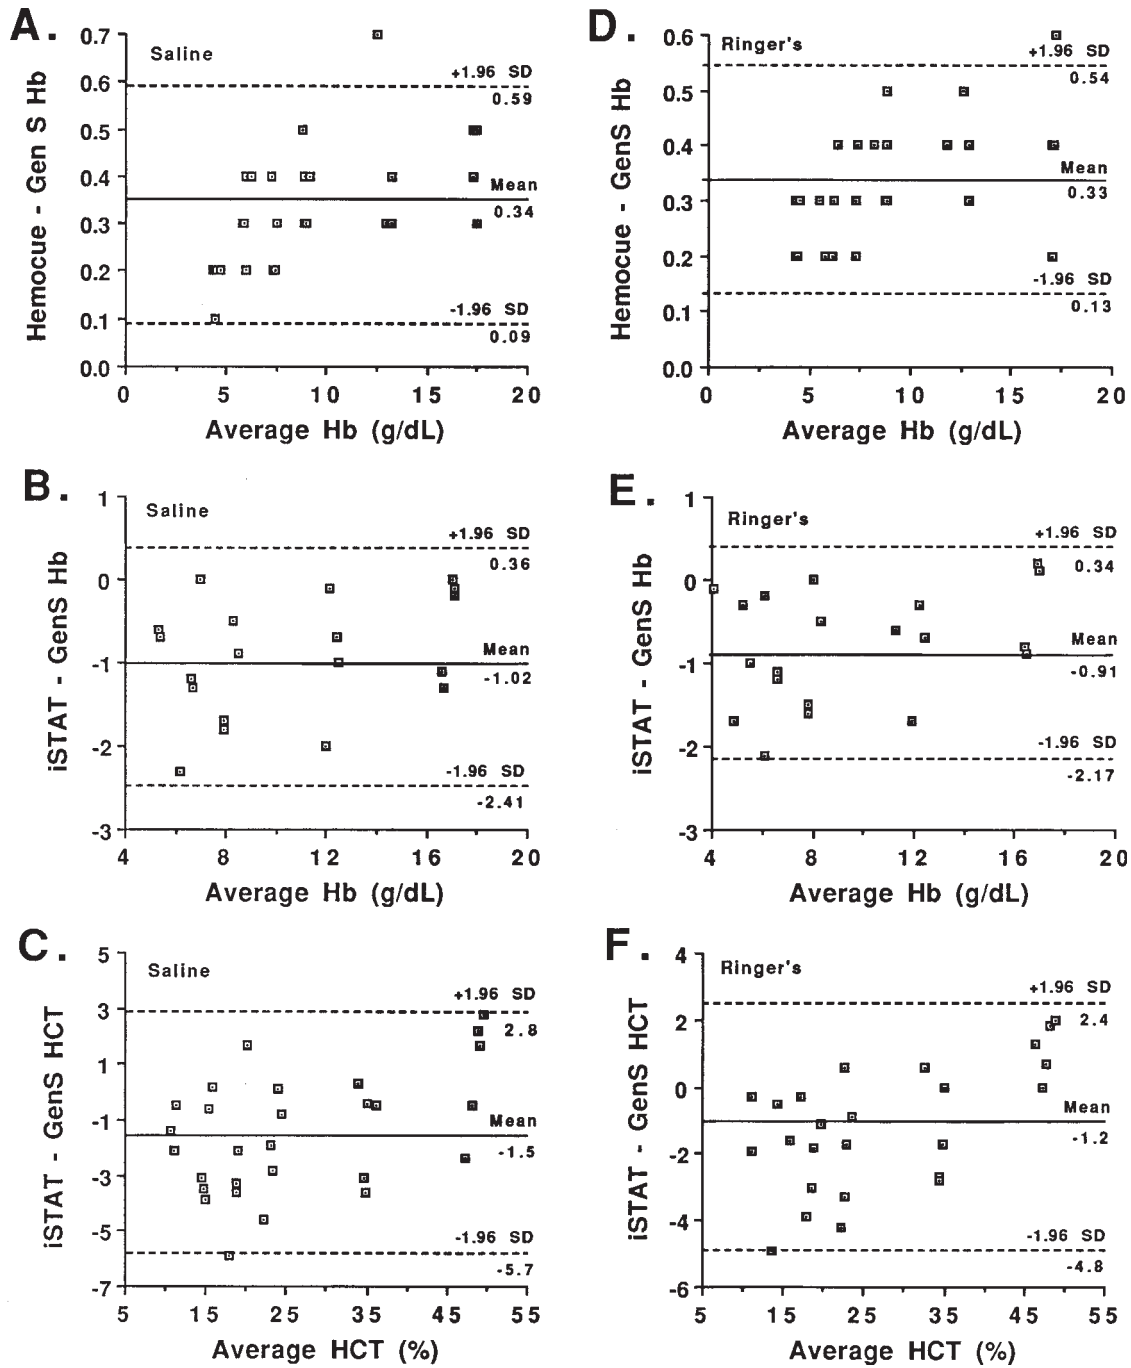 A.
Saline
Hemocue - Gen S Hb
0.7
0.6
0.5
0.4
0.3
0.2
0.1
0.0
+1.96 SD
0.59
Mean
0.34
-1.96 SD
0.09
0 5 10 15 20
Average Hb (g/dL)
D.
Ringer's
Hemocue - GenS Hb
0.6
0.5
0.4
0.3
0.2
0.1
0.0
+1.96 SD
0.54
Mean
0.33
-1.96 SD
0.13
0 5 10 15 20
Average Hb (g/dL)
B.
Saline
iSTAT - GenS Hb
1
0
-1
-2
-3
+1.96 SD
0.36
Mean
-1.02
-1.96 SD
-2.41
4 8 12 16 20
Average Hb (g/dL)
E.
Ringer's
iSTAT - GenS Hb
1
0
-1
-2
-3
+1.96 SD
0.34
Mean
-0.91
-1.96 SD
-2.17
4 8 12 16 20
Average Hb (g/dL)
C.
Saline
iSTAT - GenS HCT
5
3
1
-1
-3
-5
-7
+1.96 SD
2.8
Mean
-1.5
-1.96 SD
-5.7
5 15 25 35 45 55
Average HCT (%)
F.
Ringer's
iSTAT - GenS HCT
4
2
0
-2
-4
-6
+1.96 SD
2.4
Mean
-1.2
-1.96 SD
-4.8
5 15 25 35 45 55
Average HCT (%)